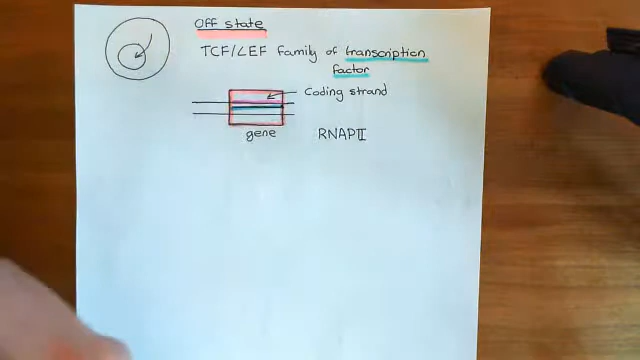 Off state
TCF/LEF family of transcription
factor
Coding strand
gene
RNAPII